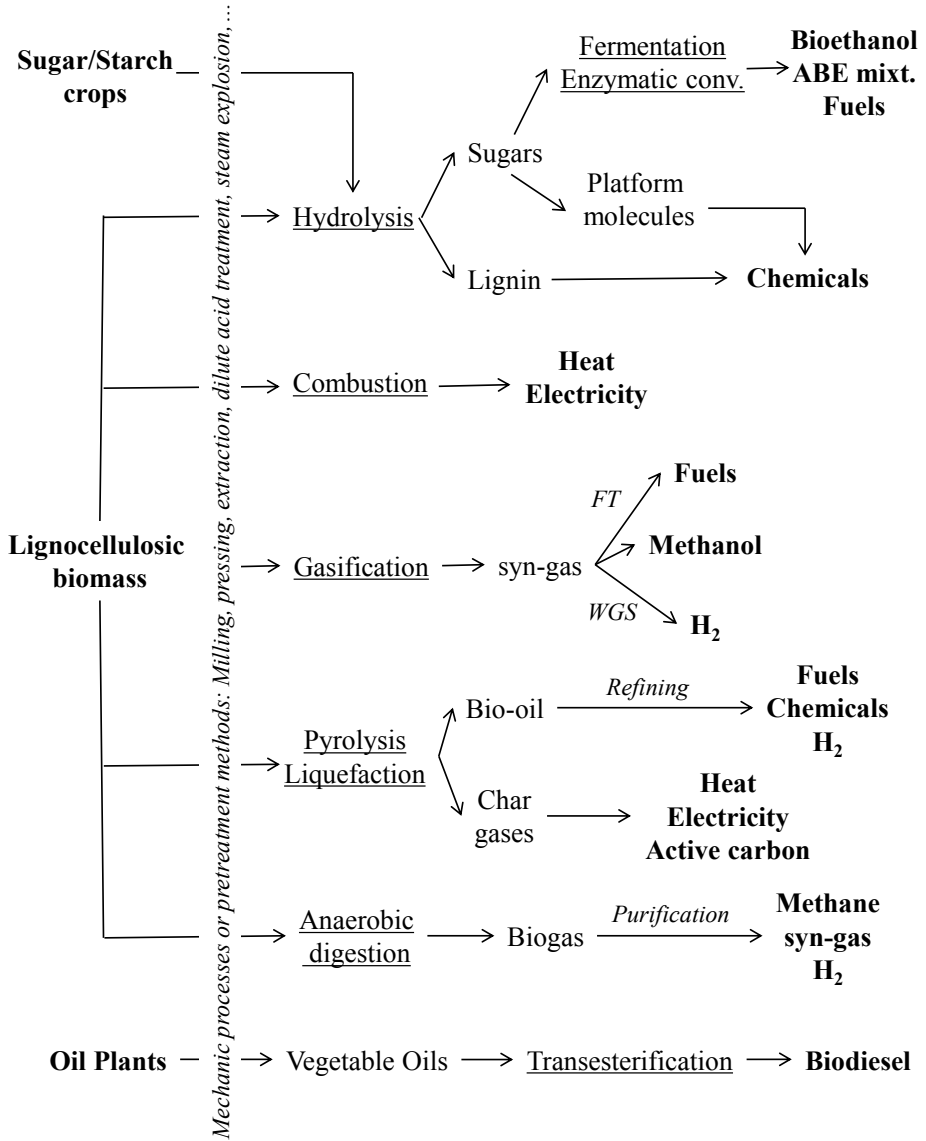 Sugar/Starch
crops
Mechanic processes or pretreatment methods: Milling, pressing, extraction, dilute acid treatment, steam explosion, ...
Fermentation
Enzymatic conv.
Bioethanol
ABE mixt.
Fuels
Sugars
Platform
molecules
Hydrolysis
Lignin
Chemicals
Combustion
Heat
Electricity
Lignocellulosic
biomass
Gasification
syn-gas
FT
Fuels
Methanol
WGS
H₂
Pyrolysis
Liquefaction
Bio-oil
Refining
Fuels
Chemicals
H₂
Char
gases
Heat
Electricity
Active carbon
Anaerobic
digestion
Biogas
Purification
Methane
syn-gas
H₂
Oil Plants
Vegetable Oils
Transesterification
Biodiesel